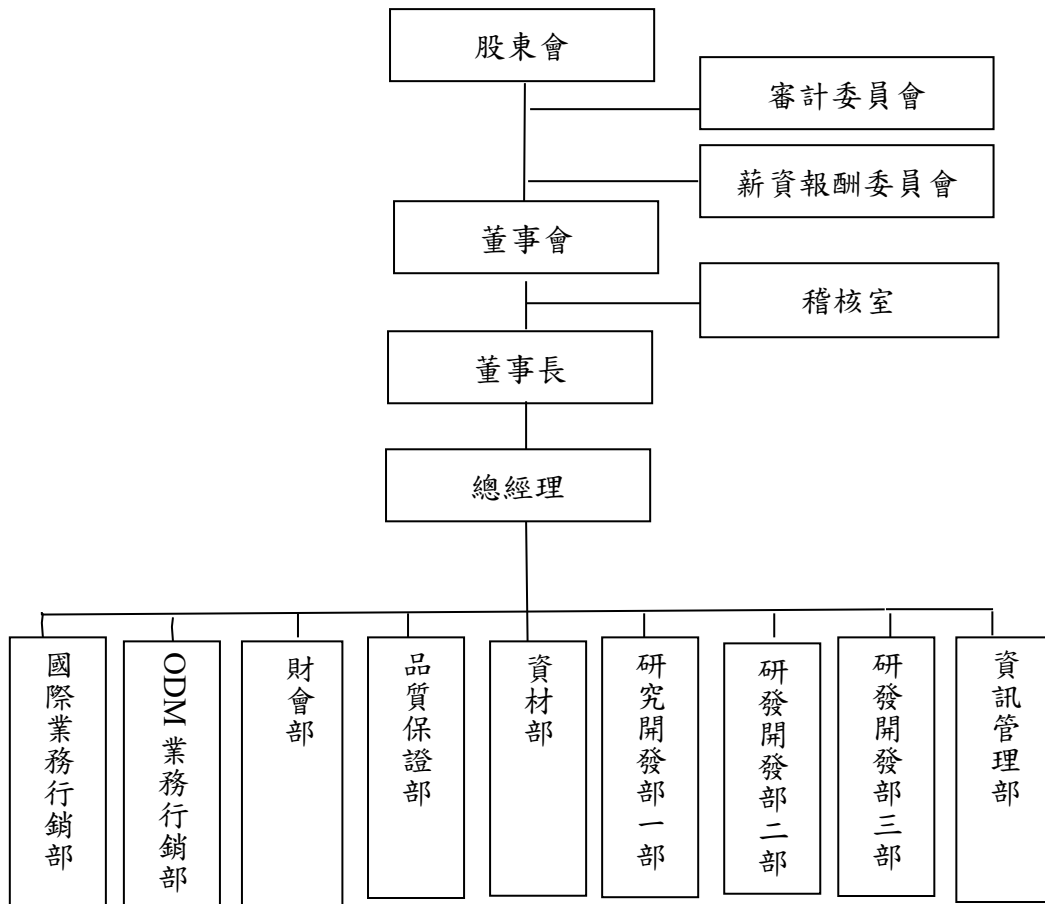 股東會
審計委員會
薪資報酬委員會
董事會
稽核室
董事長
總經理
國際業務行銷部
ODM 業務行銷部
財會部
品質保證部
資材部
研究開發部一部
研發開發部二部
研發開發部三部
資訊管理部